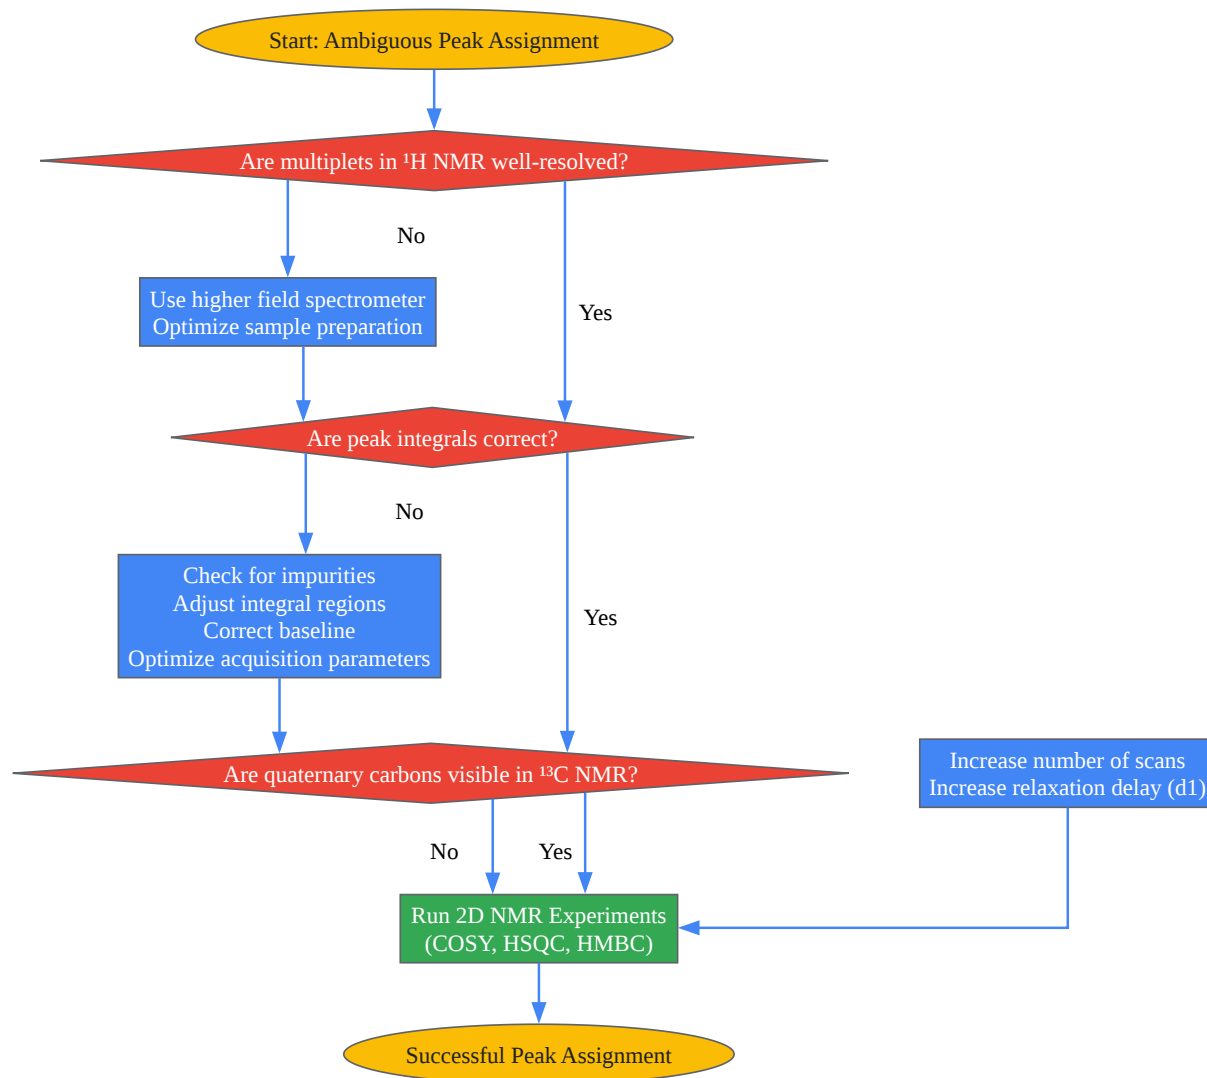 Start: Ambiguous Peak Assignment
Are multiplets in ¹H NMR well-resolved?
No
Use higher field spectrometer
Optimize sample preparation
Yes
Are peak integrals correct?
No
Check for impurities
Adjust integral regions
Correct baseline
Optimize acquisition parameters
Yes
Are quaternary carbons visible in ¹³C NMR?
Increase number of scans
Increase relaxation delay (d1)
No
Yes
Run 2D NMR Experiments
(COSY, HSQC, HMBC)
Successful Peak Assignment